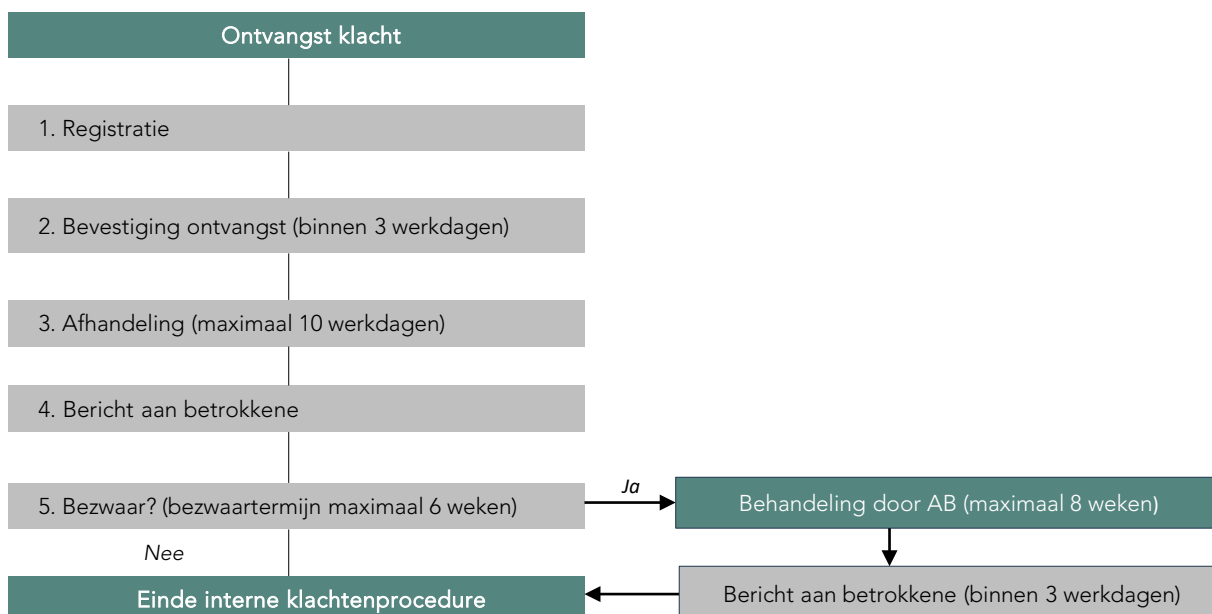 Ontvangst klacht
1. Registratie
2. Bevestiging ontvangst (binnen 3 werkdagen)
3. Afhandeling (maximaal 10 werkdagen)
4. Bericht aan betrokkene
5. Bezwaar? (bezwaartermijn maximaal 6 weken)
Ja
Behandeling door AB (maximaal 8 weken)
Nee
Einde interne klachtenprocedure
Bericht aan betrokkene (binnen 3 werkdagen)